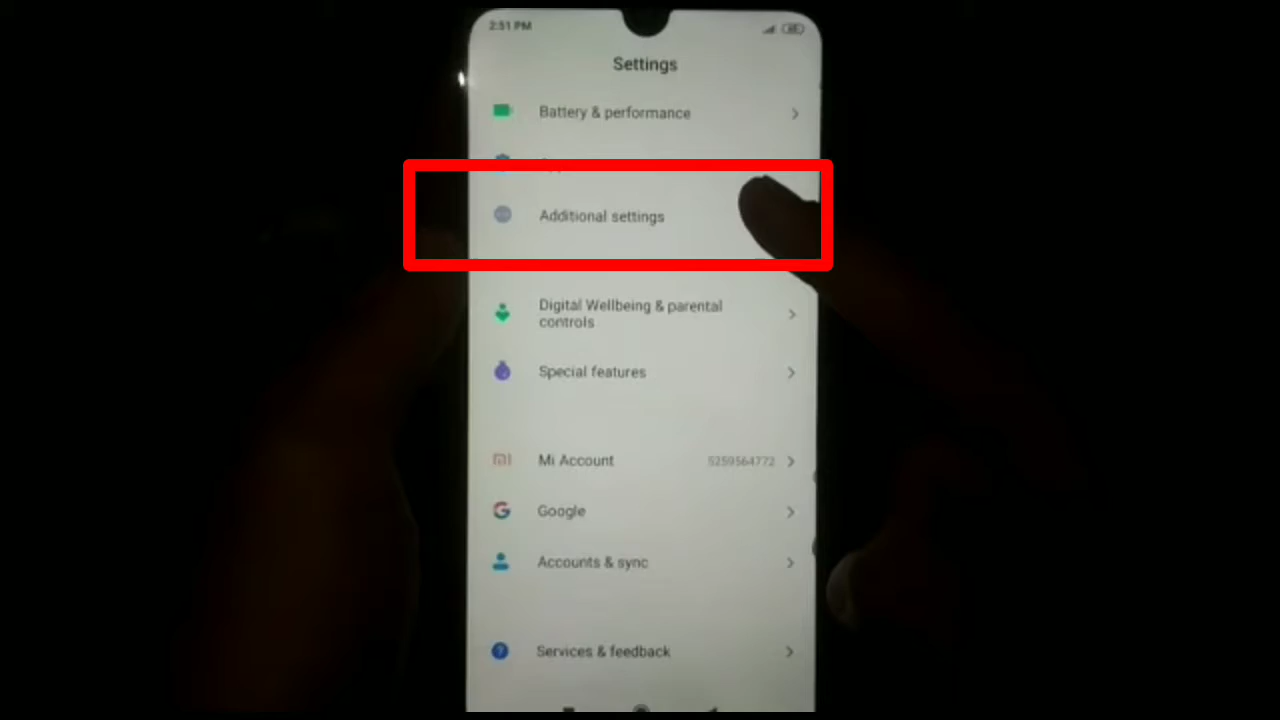 2:51 PM
Settings
Battery & performance
Additional settings
Digital Wellbeing & parental
controls
Special features
Mi Account 5259564772
Google
Accounts & sync
Services & feedback